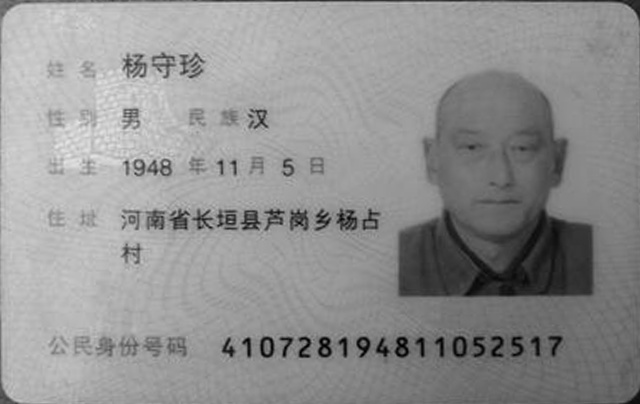 姓名 杨守珍
性别 男 民族 汉
出生 1948 年 11 月 5 日
住址 河南省长垣县芦岗乡杨占
村
公民身份号码 410728194811052517